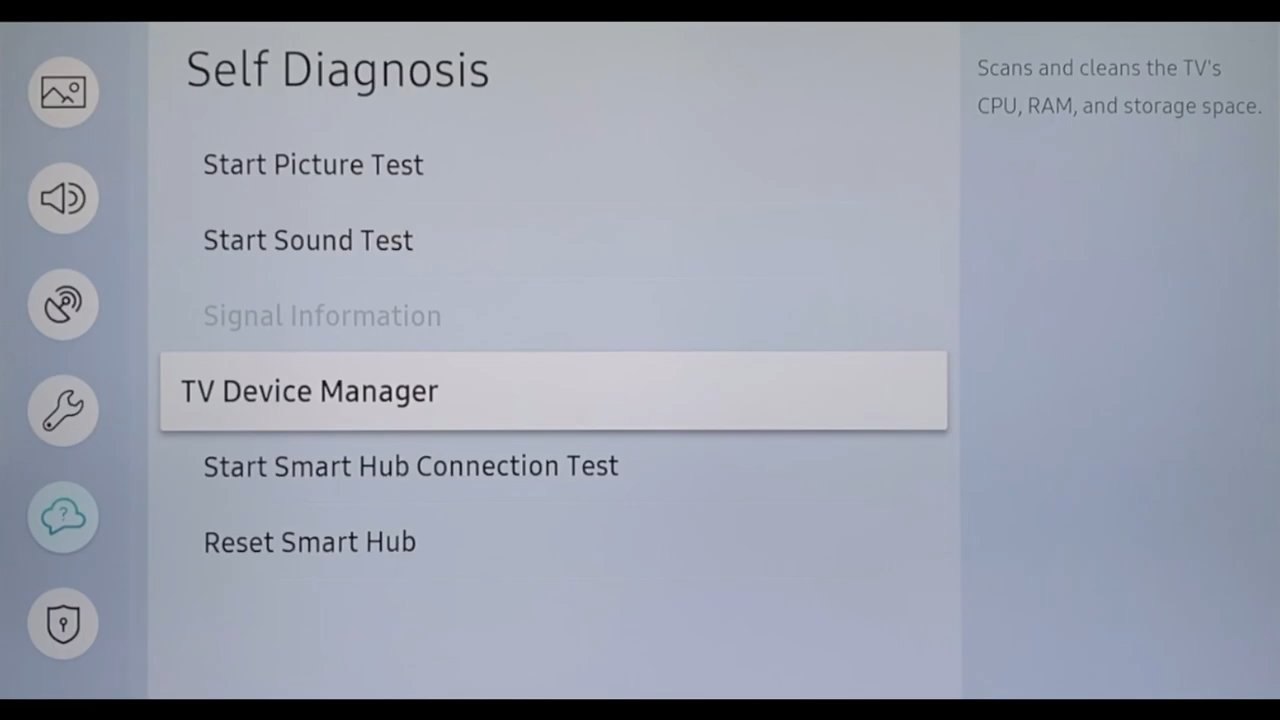 Self Diagnosis
Scans and cleans the TV's
CPU, RAM, and storage space.
Start Picture Test
Start Sound Test
Signal Information
TV Device Manager
Start Smart Hub Connection Test
?
Reset Smart Hub